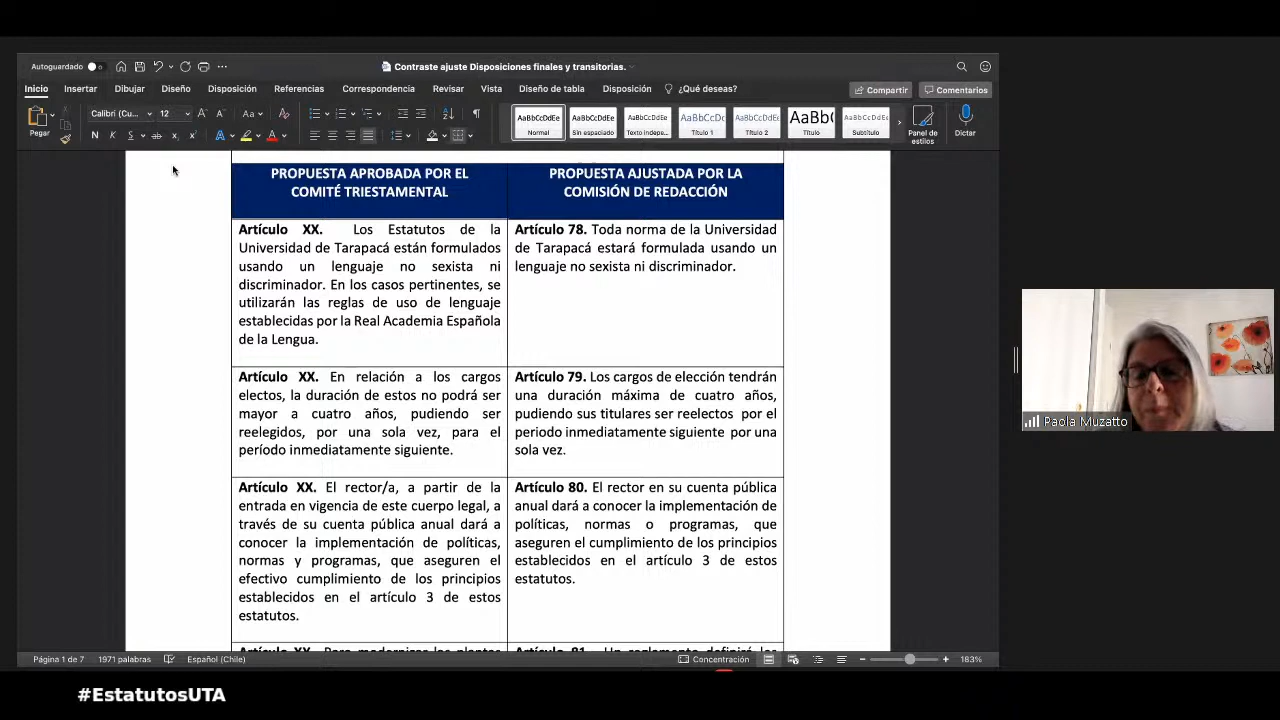 Autoguardado
Contraste ajuste Disposiciones finales y transitorias.
Inicio Insertar Dibujar Diseño Disposición Referencias Correspondencia Revisar Vista Diseño de tabla Disposición ¿Qué deseas? Compartir Comentarios
Pegar
Calibri (Cu... 12
AaBbCcDdEe AaBbCcDdEe AaBbCcDdE AaBbCcDdEe AaBbCcDdEe AaBb( AaBbCcDdEe
Normal Sin espaciado Texto indepe... Título 1 Título 2 Título Subtítulo
Panel de
estilos
Dictar
PROPUESTA APROBADA POR EL
COMITÉ TRIESTAMENTAL
PROPUESTA AJUSTADA POR LA
COMISIÓN DE REDACCIÓN
Artículo XX. Los Estatutos de la
Universidad de Tarapacá están formulados
usando un lenguaje no sexista ni
discriminador. En los casos pertinentes, se
utilizarán las reglas de uso de lenguaje
establecidas por la Real Academia Española
de la Lengua.
Artículo 78. Toda norma de la Universidad
de Tarapacá estará formulada usando un
lenguaje no sexista ni discriminador.
Artículo XX. En relación a los cargos
electos, la duración de estos no podrá ser
mayor a cuatro años, pudiendo ser
reelegidos, por una sola vez, para el
período inmediatamente siguiente.
Artículo 79. Los cargos de elección tendrán
una duración máxima de cuatro años,
pudiendo sus titulares ser reelectos por el
periodo inmediatamente siguiente por una
sola vez.
Artículo XX. El rector/a, a partir de la
entrada en vigencia de este cuerpo legal, a
través de su cuenta pública anual dará a
conocer la implementación de políticas,
normas y programas, que aseguren el
efectivo cumplimiento de los principios
establecidos en el artículo 3 de estos
estatutos.
Artículo 80. El rector en su cuenta pública
anual dará a conocer la implementación de
políticas, normas o programas, que
aseguren el cumplimiento de los principios
establecidos en el artículo 3 de estos
estatutos.
Artículo XX. Para modernizar las plantas
Artículo 81. Un reglamento definirá los
Página 1 de 7 1971 palabras Español (Chile) Concentración 183%
Paola Muzatto
#EstatutosUTA